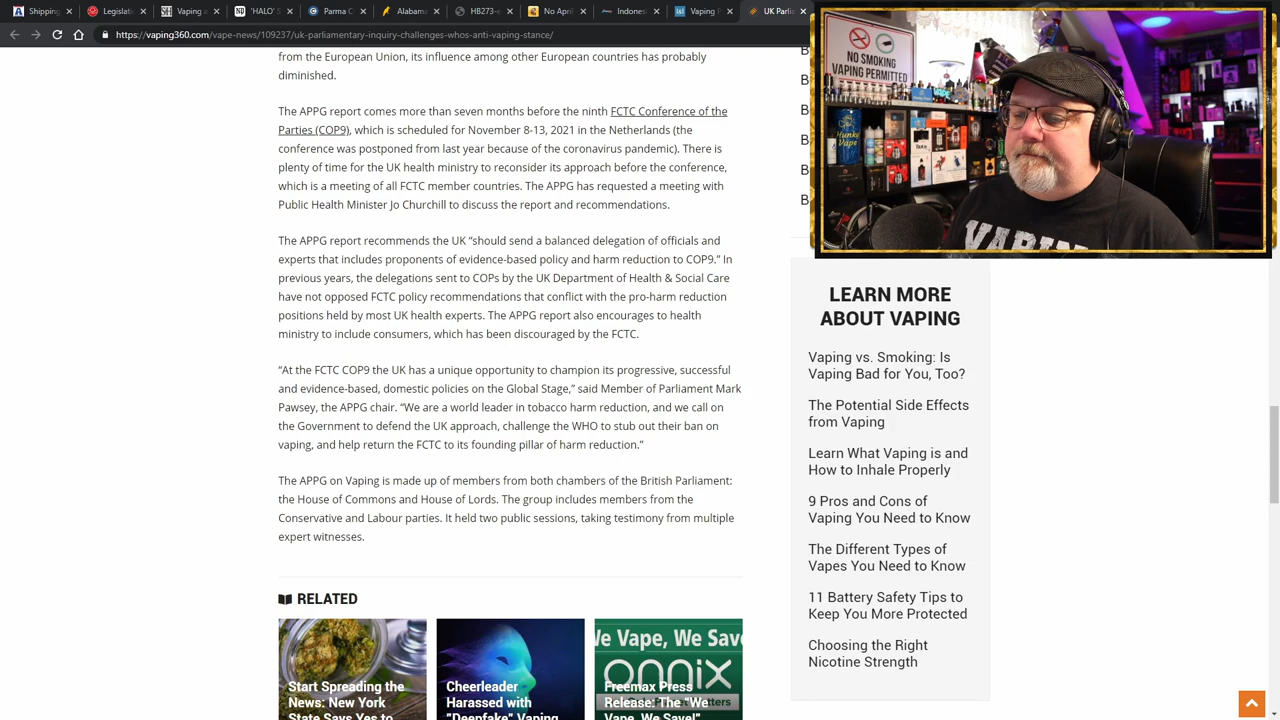 Shipping
Vaping
UK Parli
vaping360.com
nquiry-challenges-whos-anti-vaping-stance/
from the European Union, its influence among other European countries has probably
diminished.
The APPG report comes more than seven months before the ninth FCTC Conference of the
Parties (COP9), which is scheduled for November 8-13, 2021 in the Netherlands (the
erence was postponed from last year because of the coronavirus pandemic). There is
plenty of time for the UK health ministry to reconsider its approach before the conference,
which is a meeting of all FCTC member countries. The APPG has requested a meeting with
Public Health Minister Jo Churchill to discuss the report and recommendations.
The APPG report recommends the UK “should send a balanced delegation of officials and
experts that are supportive of evidence-based policy and harm reduction to COP9.” In
previous years, the delegations sent to COPs by the UK Department of Health & Social Care
have not opposed FCTC policy recommendations that conflict with the pro-harm reduction
positions held by most UK health experts. The APPG report also encourages to health
ministry to include consumers, which has been discouraged by the FCTC.
“At the FCTC COP9 the UK has a unique opportunity to champion its progressive, successful
and evidence-based, domestic policies on the Global Stage,” said Member of Parliament Mark
Pawsey, the APPG chair. “We are a world leader in tobacco harm reduction, and we call on
the Government to defend the UK approach, challenge the WHO to stub out their ban on
vaping, and help return the FCTC to its founding pillar of harm reduction.”
The APPG on Vaping is made up of members from both chambers of the British Parliament:
the House of Commons and House of Lords. The group includes members from the
Conservative and Labour parties. It held two public sessions, taking testimony from multiple
expert witnesses.
RELATED
Start Spreading the
News: New York
State Says Yes to
Cheerleader
Harassed with
"Deepfake" Vaping
We Vape, We Save
onnix
Freemax Press
Release: The "We
Vape, We Save!"
NO SMOKING
VAPING PERMITTED
Hunky
Vape
VAPIN
LEARN MORE
ABOUT VAPING
Vaping vs. Smoking: Is
Vaping Bad for You, Too?
The Potential Side Effects
from Vaping
Learn What Vaping is and
How to Inhale Properly
9 Pros and Cons of
Vaping You Need to Know
The Different Types of
Vapes You Need to Know
11 Battery Safety Tips to
Keep You More Protected
Choosing the Right
Nicotine Strength